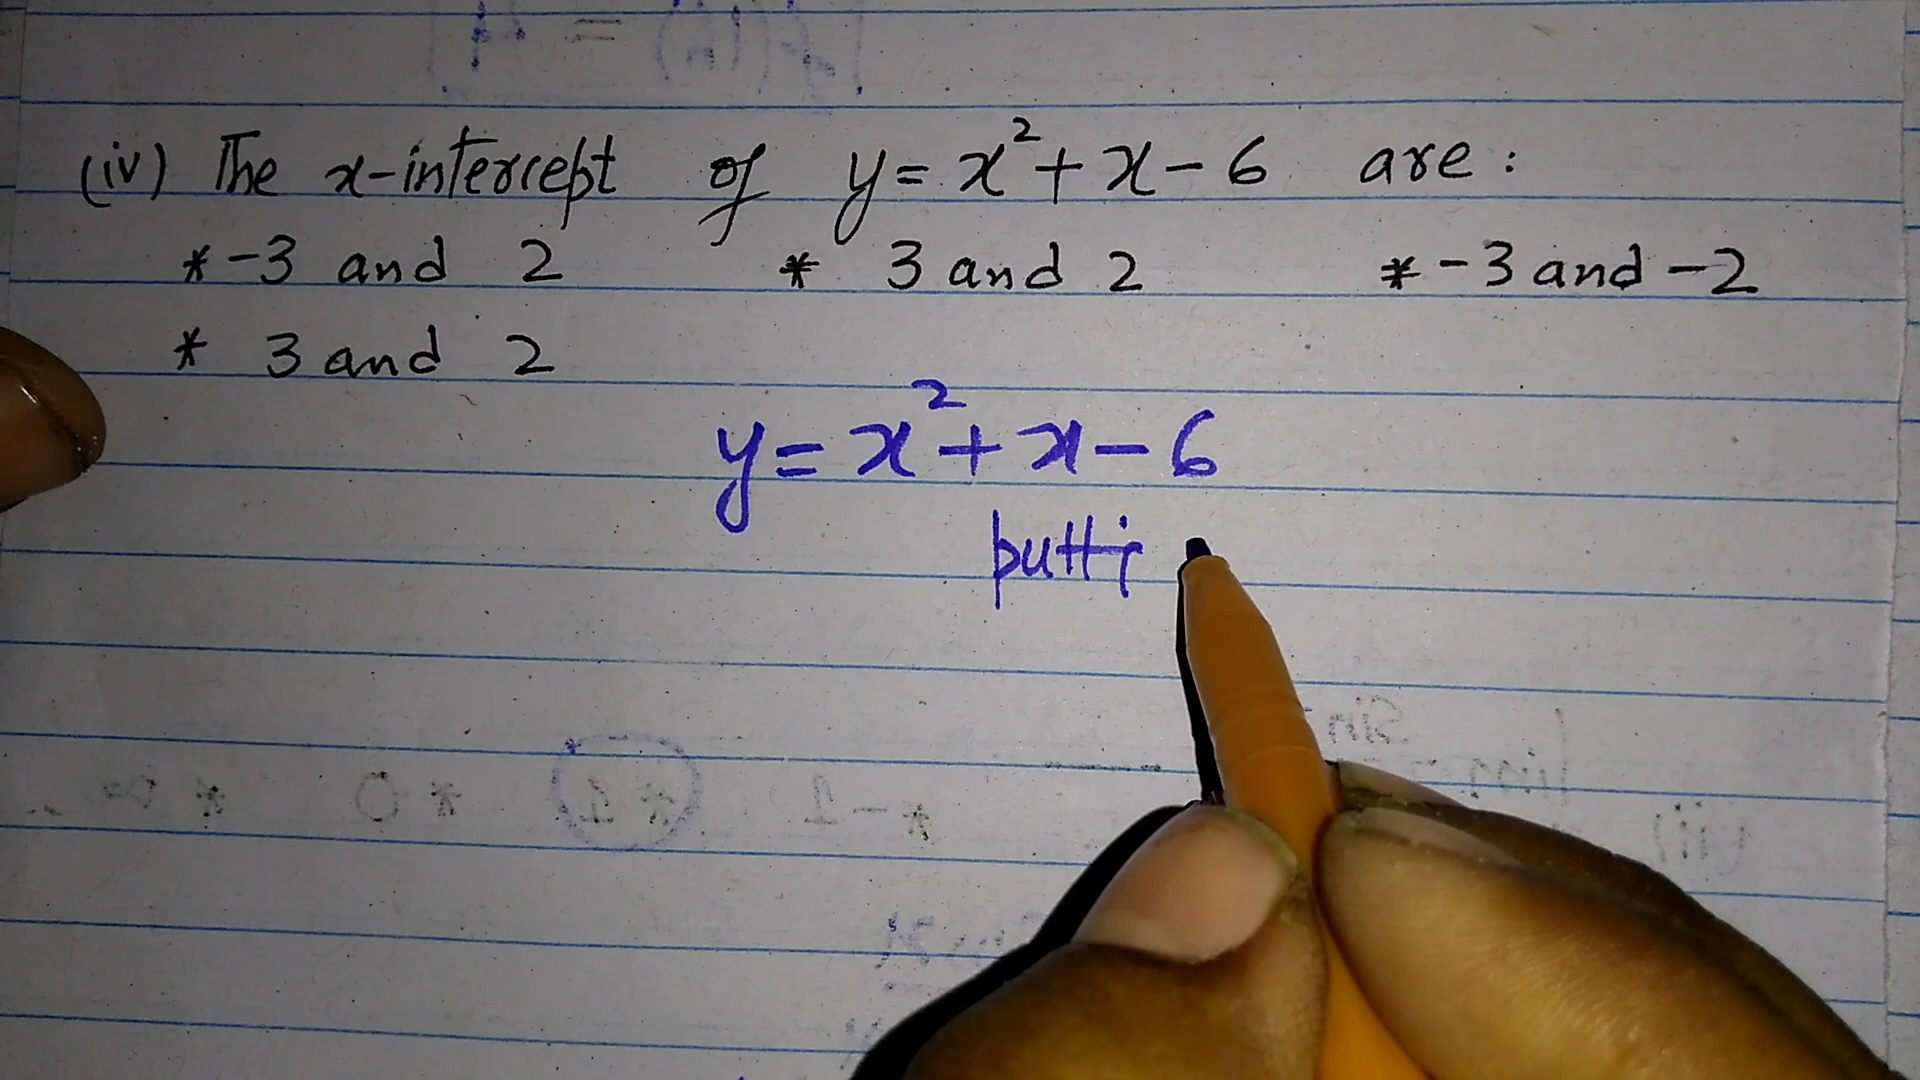 (iv) The x-intercept of y = x² + x - 6 are :
* -3 and 2 * 3 and 2 * -3 and -2
* 3 and 2
y = x² + x - 6
putti